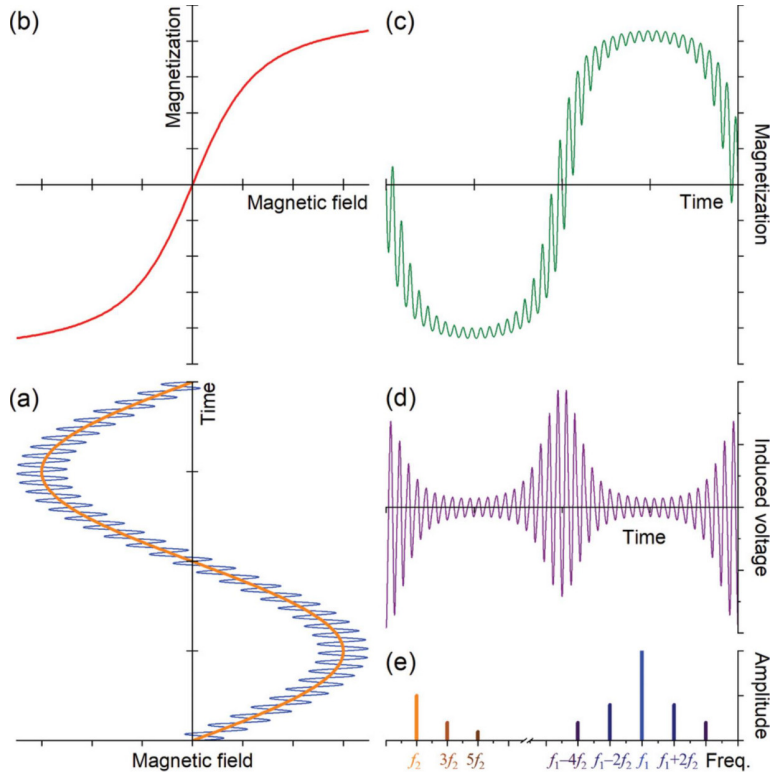 (b)
Magnetization
Magnetic field
(c)
Magnetization
Time
(a)
Time
Magnetic field
(d)
Induced voltage
Time
(e)
Amplitude
f₂ 3f₂ 5f₂ f₁−4f₂ f₁−2f₂ f₁ f₁+2f₂ Freq.